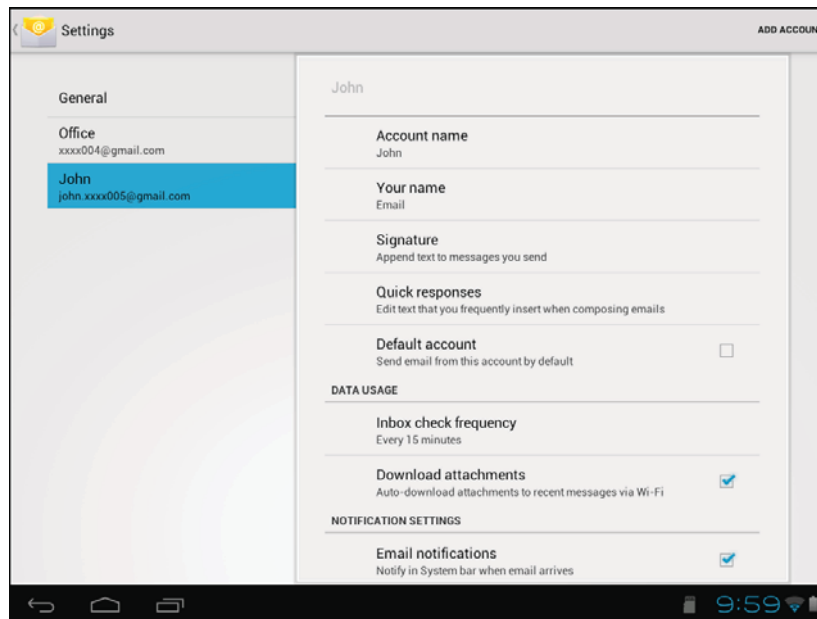 Settings
ADD ACCOUN
General
Office
xxxx004@gmail.com
John
john.xxxx005@gmail.com
John
Account name
John
Your name
Email
Signature
Append text to messages you send
Quick responses
Edit text that you frequently insert when composing emails
Default account
Send email from this account by default
DATA USAGE
Inbox check frequency
Every 15 minutes
Download attachments
Auto-download attachments to recent messages via Wi-Fi
NOTIFICATION SETTINGS
Email notifications
Notify in System bar when email arrives
9:59